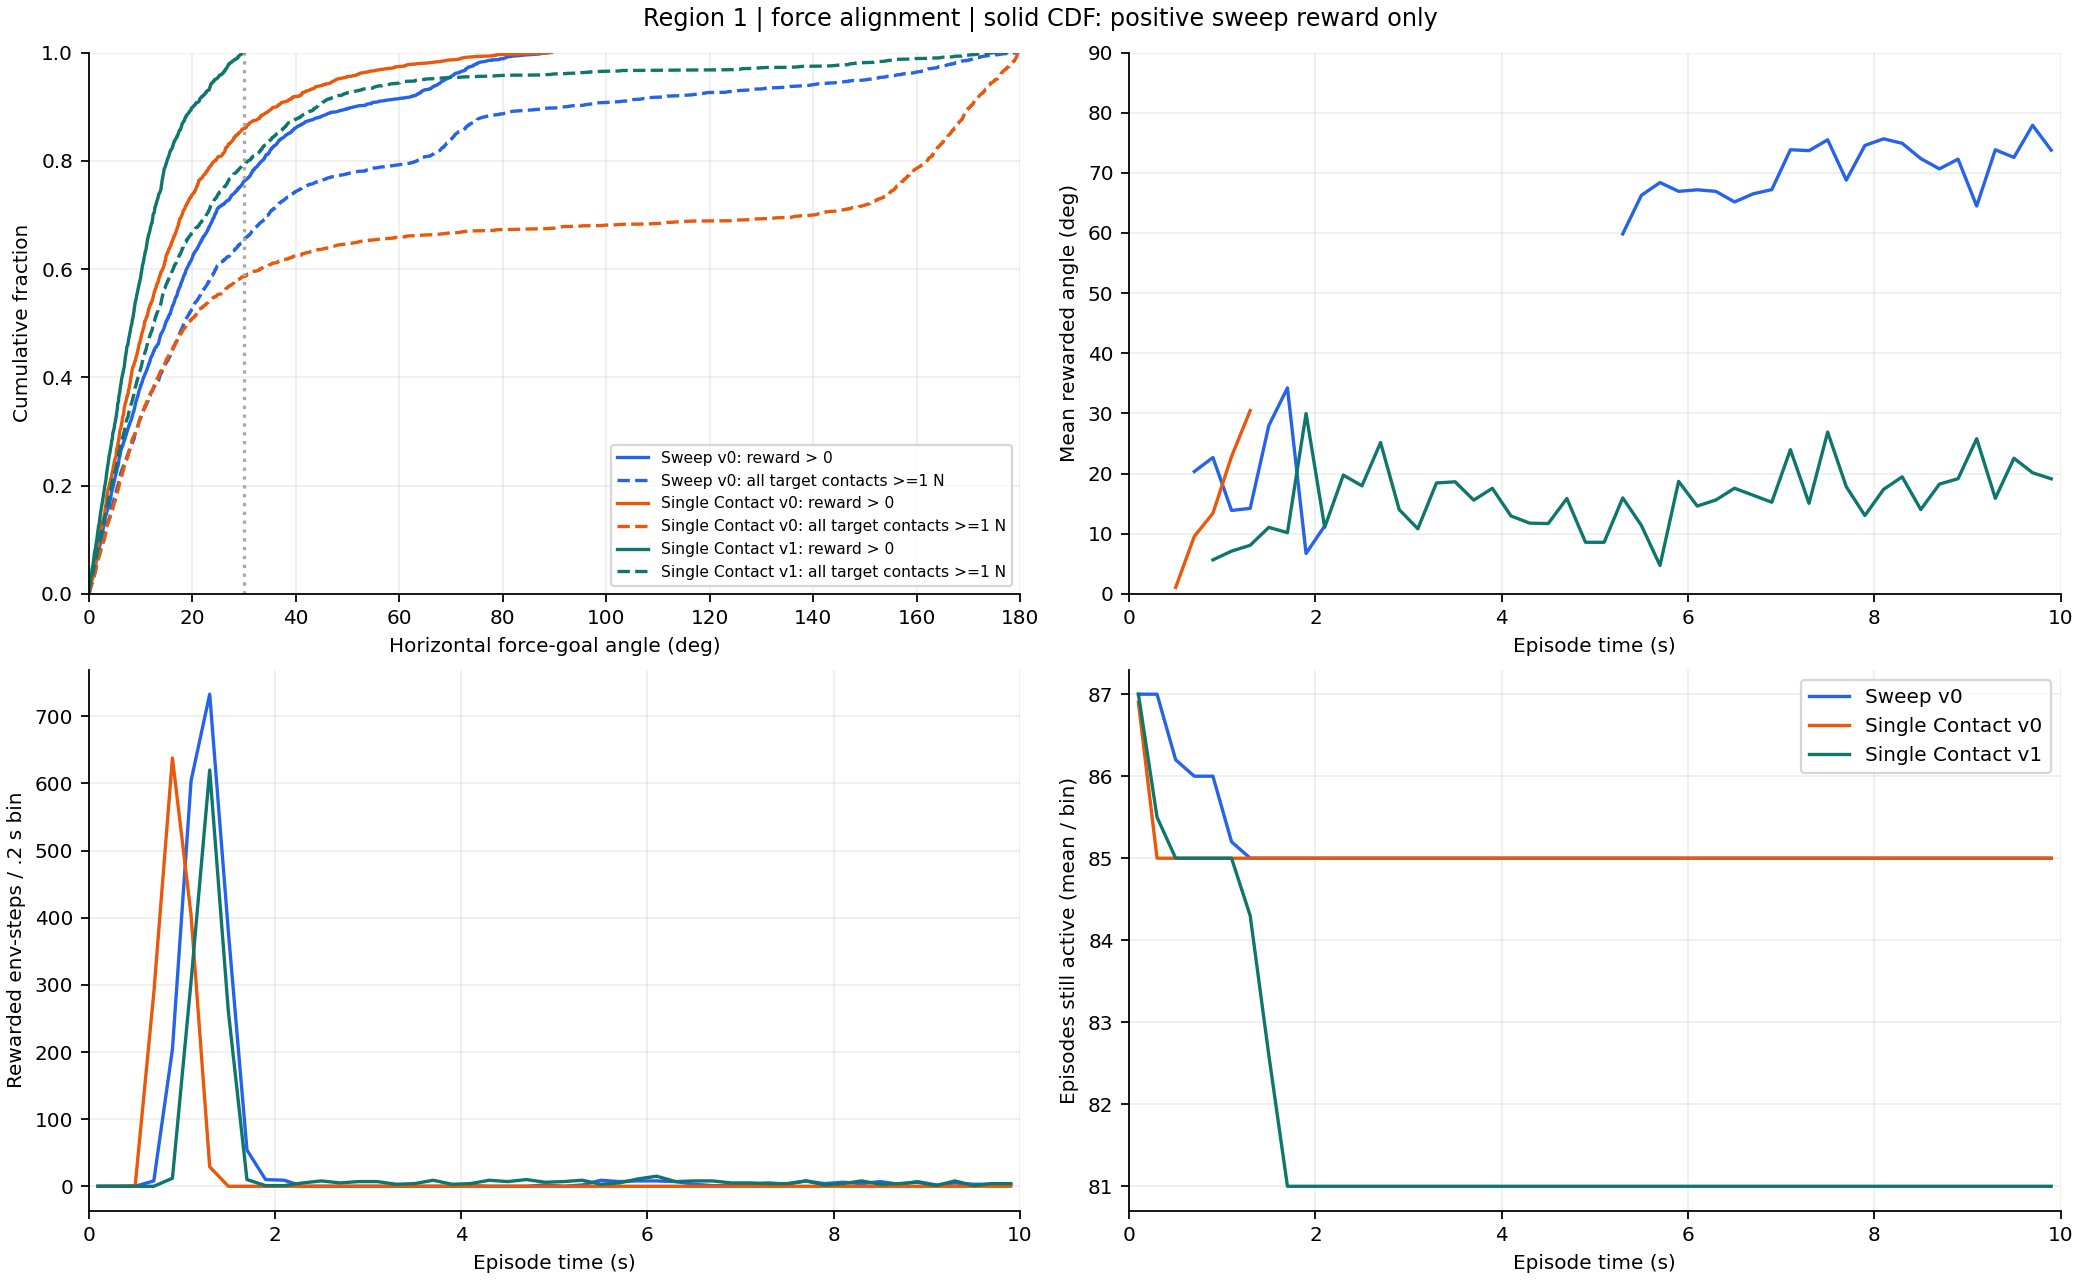 Region 1 | force alignment | solid CDF: positive sweep reward only
Cumulative fraction
1.0
0.8
0.6
0.4
0.2
0.0
0 20 40 60 80 100 120 140 160 180
Horizontal force-goal angle (deg)
Sweep v0: reward > 0
Sweep v0: all target contacts >=1 N
Single Contact v0: reward > 0
Single Contact v0: all target contacts >=1 N
Single Contact v1: reward > 0
Single Contact v1: all target contacts >=1 N
Mean rewarded angle (deg)
90
80
70
60
50
40
30
20
10
0
0 2 4 6 8 10
Episode time (s)
Rewarded env-steps / .2 s bin
700
600
500
400
300
200
100
0
0 2 4 6 8 10
Episode time (s)
Episodes still active (mean / bin)
87
86
85
84
83
82
81
0 2 4 6 8 10
Episode time (s)
Sweep v0
Single Contact v0
Single Contact v1